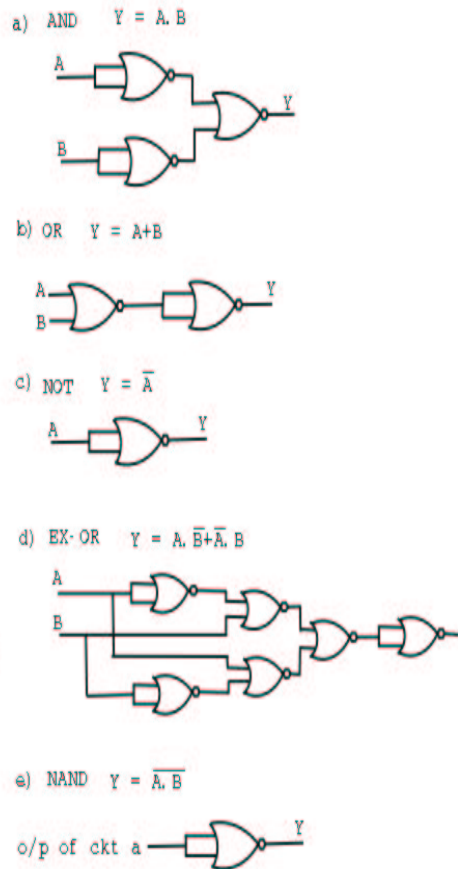 a) AND Y = A.B
A
Y
B
b) OR Y = A+B
A
Y
B
c) NOT Y = A̅
A
Y
d) EX-OR Y = A.B̅+A̅.B
A
B
e) NAND Y = A̅.̅B̅
Y
o/p of ckt a